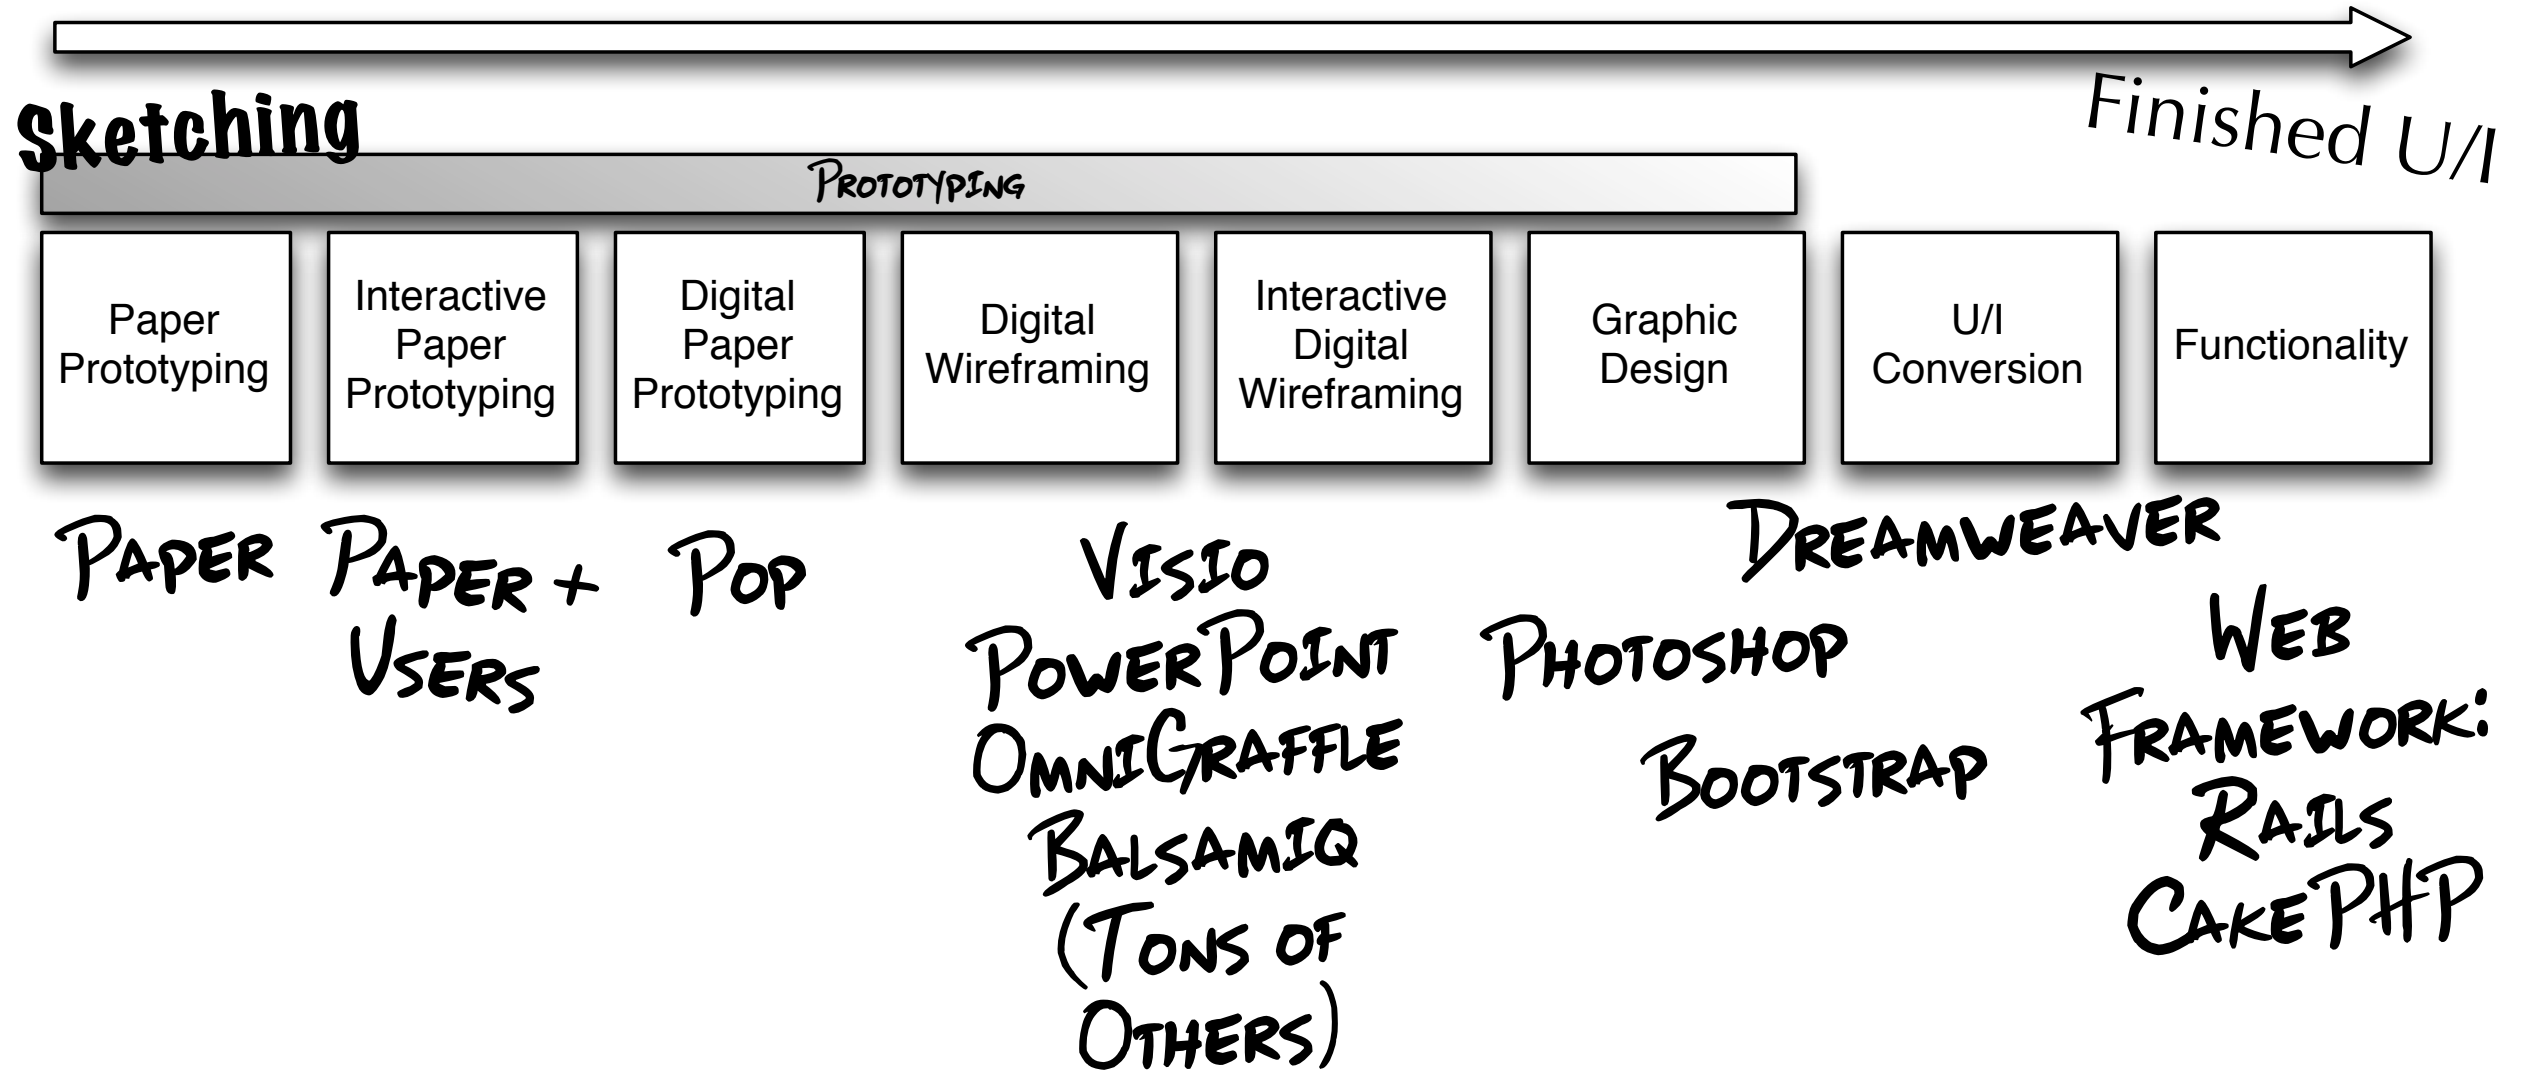 Sketching
Finished U/I
Prototyping
Paper
Prototyping
Interactive
Paper
Prototyping
Digital
Paper
Prototyping
Digital
Wireframing
Interactive
Digital
Wireframing
Graphic
Design
U/I
Conversion
Functionality
Paper
Paper +
Users
Pop
Visio
PowerPoint
OmniGraffle
Balsamiq
(Tons of
Others)
Dreamweaver
Photoshop
Bootstrap
Web
Framework:
Rails
CakePHP